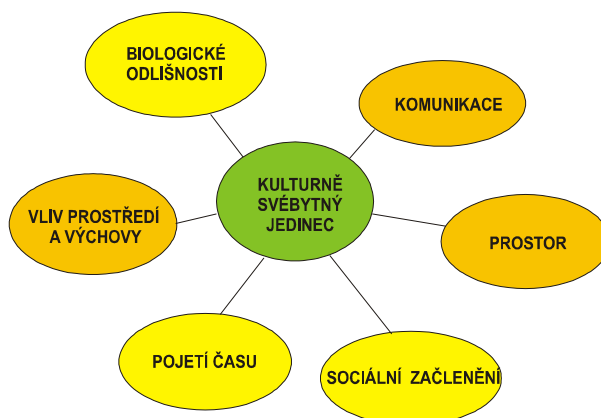 BIOLOGICKÉ
ODLIŠNOSTI
KOMUNIKACE
KULTURNĚ
SVÉBYTNÝ
JEDINEC
VLIV PROSTŘEDÍ
A VÝCHOVY
PROSTOR
POJETÍ ČASU
SOCIÁLNÍ ZAČLENĚNÍ